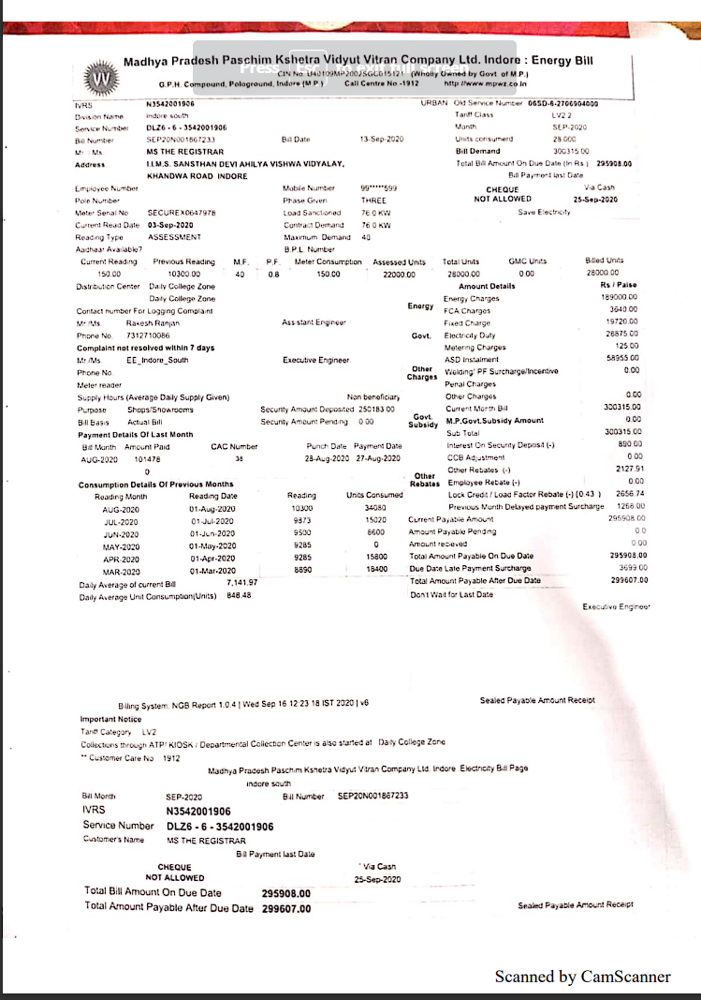 Madhya Pradesh Paschim Kshetra Vidyut Vitran Company Ltd. Indore : Energy Bill
Press Esc to exit full screen
(Wholly Owned by Govt of M.P.)
G.P.H. Compound, Pologround, Indore (M P ) Call Centre No -1912 http //www.mpwz.co.in
IVRS N3542001906 URBAN Old Service Number 06SD-6-2766904000
Division Name indore south Tariff Class LV2.2
Service Number DLZ6 - 6 - 3542001906 Month SEP-2020
Bill Number SEP20N001867233 Bill Date 13-Sep-2020 Units consumerd 28.000
Mr / Ms. MS THE REGISTRAR Bill Demand 300315 00
Address I.I.M.S. SANSTHAN DEVI AHILYA VISHWA VIDYALAY, Total Bill Amount On Due Date (In Rs ) 295908.00
KHANDWA ROAD INDORE Bill Payment last Date
Employee Number Mobile Number 99*****699 CHEQUE Via Cash
Pole Number Phase Given THREE NOT ALLOWED 25-Sep-2020
Meter Serial No SECUREX0647978 Load Sanctioned 76 0 KW Save Electricity
Current Read Date 03-Sep-2020 Contract Demand 76 0 KW
Reading Type ASSESSMENT Maximum Demand 40
Aadhaar Available? B.P.L. Number
Current Reading Previous Reading M.F. P.F. Meter Consumption Assessed Units Total Units GMC Units Billed Units
150.00 10300.00 40 0.8 150.00 22000.00 28000.00 0.00 28000.00
Distribution Center Daily College Zone Amount Details Rs / Paise
Daily College Zone Energy Charges 189000.00
Contact number For Logging Complaint Energy FCA Charges 3640.00
Mr /Ms. Rakesh Ranjan Assistant Engineer Fixed Charge 19720.00
Phone No. 7312710086 Govt. Electricity Duty 28875 00
Complaint not resolved within 7 days Metering Charges 125 00
Mr./Ms. EE_Indore_South Executive Engineer ASD Instalment 58955 00
Phone No. Other Charges Welding/ PF Surcharge/Incentive 0.00
Meter reader Penal Charges
Supply Hours (Average Daily Supply Given) Non beneficiary Other Charges 0.00
Purpose Shops/Showrooms Security Amount Deposited 250183.00 Current Month Bill 300315.00
Bill Basis Actual Bill Security Amount Pending 0 00 Govt. Subsidy M.P.Govt.Subsidy Amount 0.00
Payment Details Of Last Month Sub Total 300315 00
Bill Month Amount Paid CAC Number Punch Date Payment Date Interest On Security Deposit (-) 890.00
AUG-2020 101478 38 28-Aug-2020 27-Aug-2020 CCB Adjustment 0.00
0 Other Rebates (-) 2127.91
Consumption Details Of Previous Months Other Rebates Employee Rebate (-) 0.00
Reading Month Reading Date Reading Units Consumed Lock Credit / Load Factor Rebate (-) (0.43 ) 2656.74
AUG-2020 01-Aug-2020 10300 34080 Previous Month Delayed payment Surcharge 1268.00
JUL-2020 01-Jul-2020 9873 15020 Current Payable Amount 295908 00
JUN-2020 01-Jun-2020 9500 8600 Amount Payable Pending 0 0
MAY-2020 01-May-2020 9285 0 Amount recieved 0 00
APR-2020 01-Apr-2020 9285 15800 Total Amount Payable On Due Date 295908.00
MAR-2020 01-Mar-2020 8890 18400 Due Date Late Payment Surcharge 3699.00
Daily Average of current Bill 7,141.97 Total Amount Payable After Due Date 299607.00
Daily Average Unit Consumption(Units) 848.48 Don't Wait for Last Date
Executive Engineer
Billing System. NGB Report 1.0.4 | Wed Sep 16 12:23 18 IST 2020 | v6 Sealed Payable Amount Receipt
Important Notice
Tariff Category LV2
Collections through ATP/ KIOSK / Departmental Collection Center is also started at Daily College Zone
** Customer Care No 1912
Madhya Pradesh Paschim Kshetra Vidyut Vitran Company Ltd. Indore Electricity Bill Page
indore south
Bill Month SEP-2020 Bill Number SEP20N001867233
IVRS N3542001906
Service Number DLZ6 - 6 - 3542001906
Customer's Name MS THE REGISTRAR
Bill Payment last Date
CHEQUE Via Cash
NOT ALLOWED 25-Sep-2020
Total Bill Amount On Due Date 295908.00
Total Amount Payable After Due Date 299607.00 Sealed Payable Amount Receipt
Scanned by CamScanner